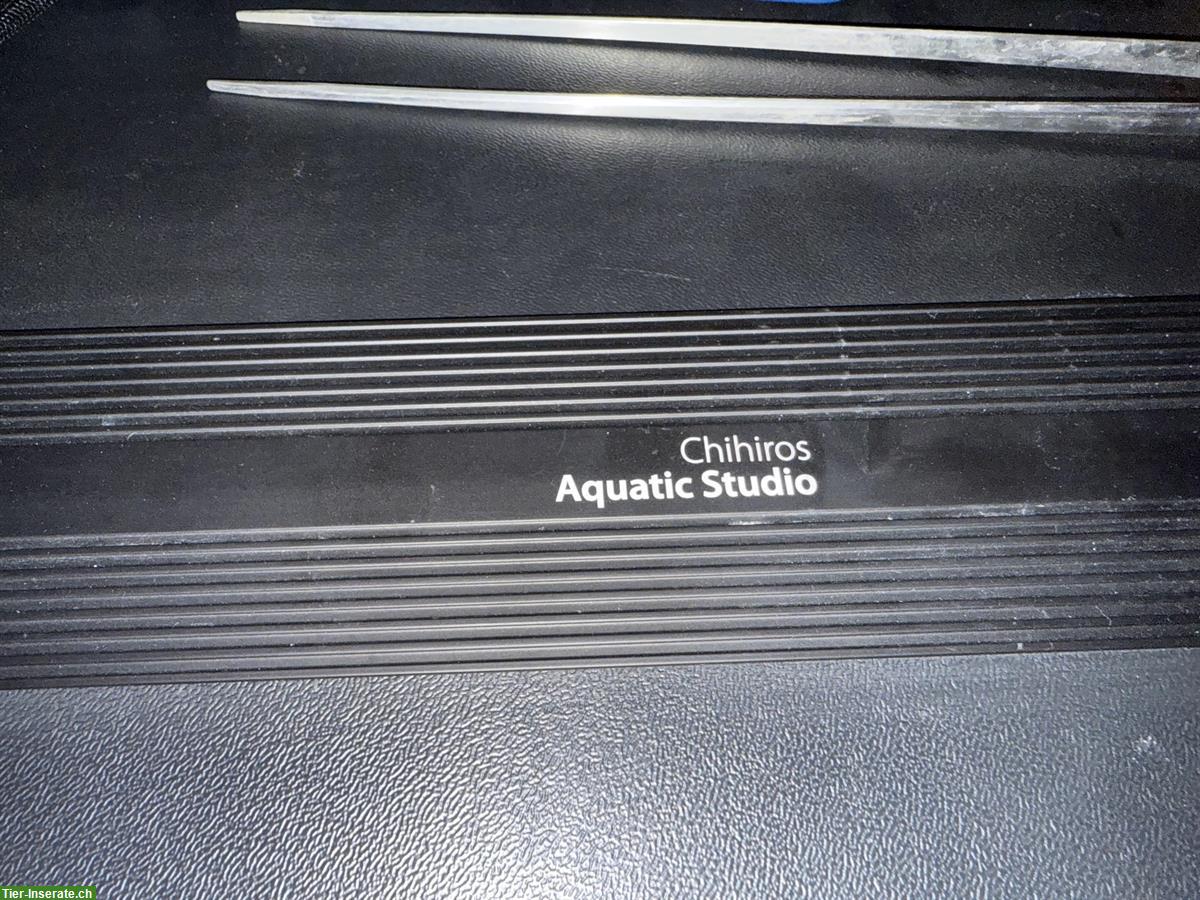 Chihiros
Aquatic Studio
Tier-Inserate.ch